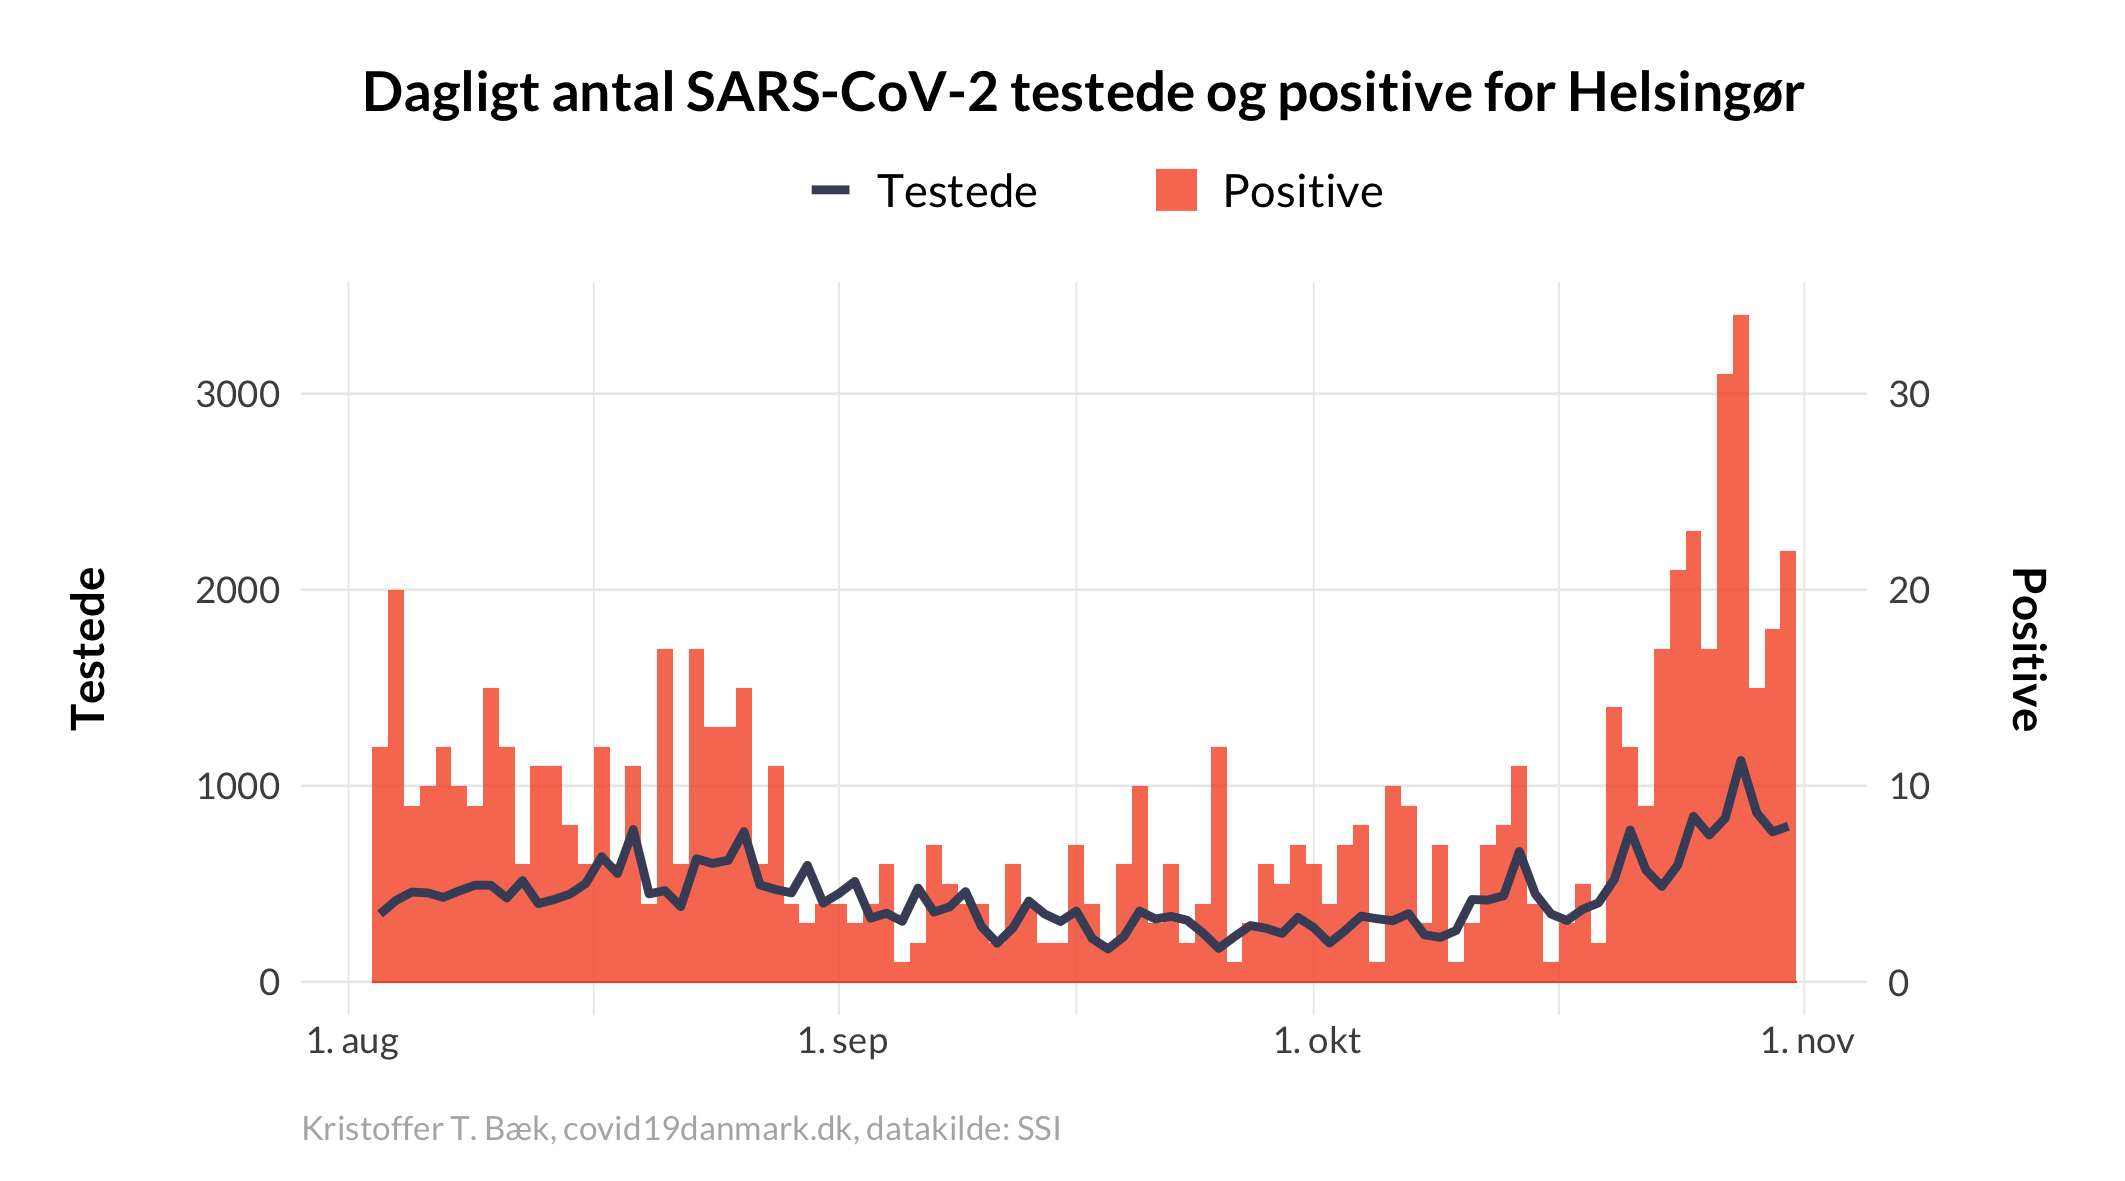 Dagligt antal SARS-CoV-2 testede og positive for Helsingør
Testede
Positive
3000
2000
1000
0
30
20
10
0
Testede
Positive
1. aug
1. sep
1. okt
1. nov
Kristoffer T. Bæk, covid19danmark.dk, datakilde: SSI